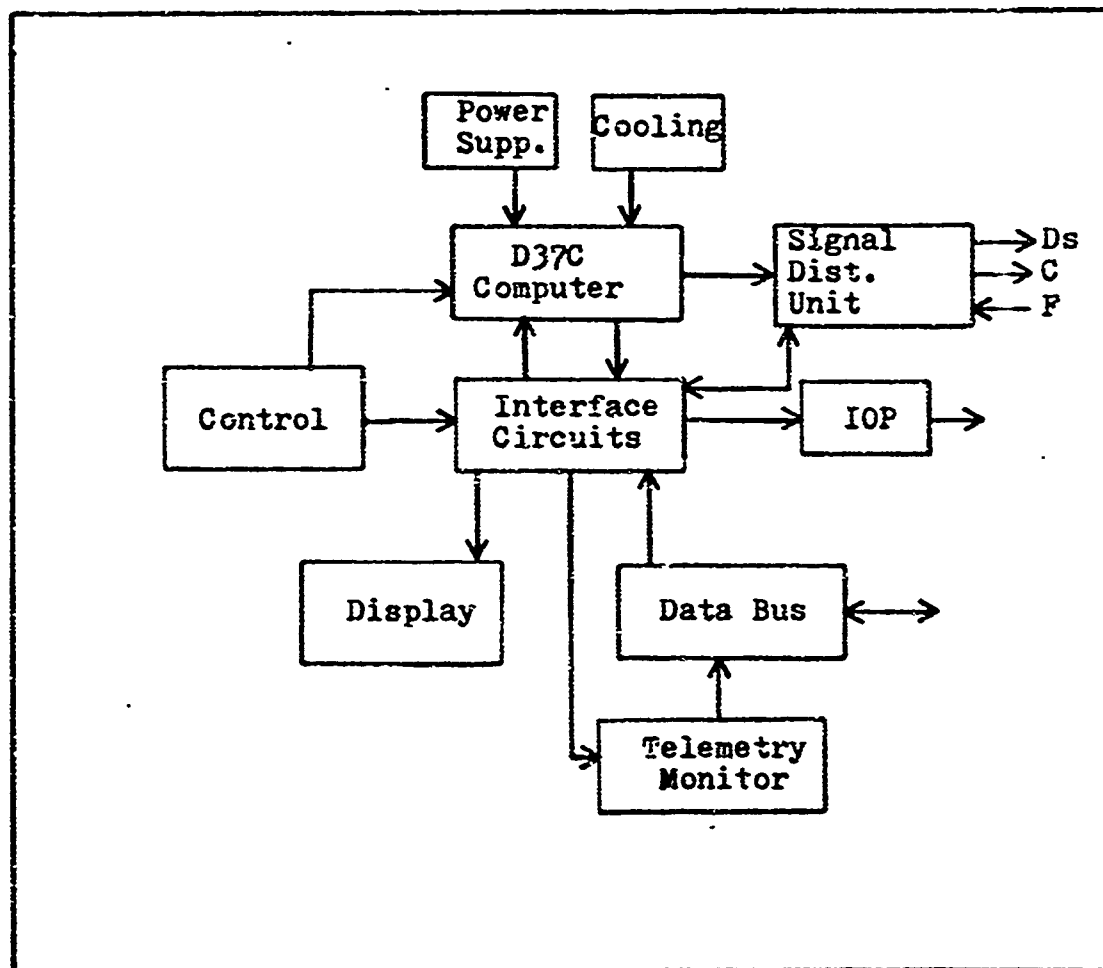 Power
Supp.
Cooling
D37C
Computer
Signal
Dist.
Unit
Ds
C
F
Control
Interface
Circuits
IOP
Display
Data Bus
Telemetry
Monitor